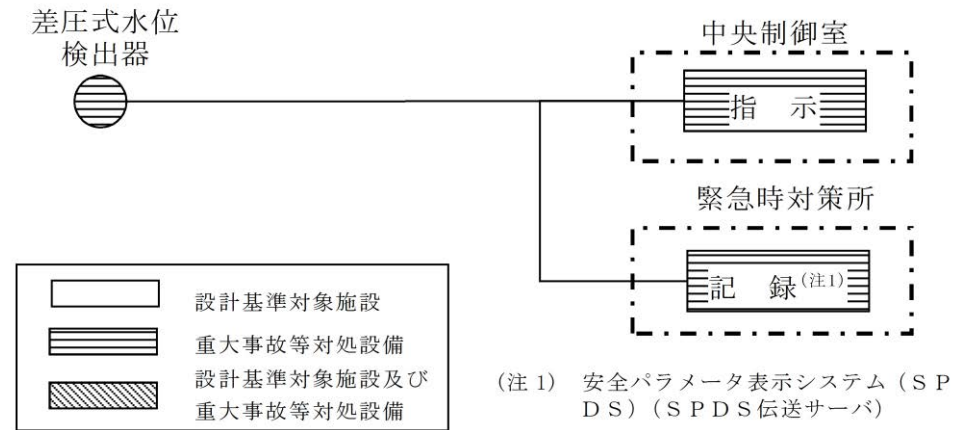 差圧式水位
検出器
中央制御室
指　示
緊急時対策所
記　録(注1)
設計基準対象施設
重大事故等対処設備
設計基準対象施設及び
重大事故等対処設備
(注1)　安全パラメータ表示システム（ＳＰ
ＤＳ）（ＳＰＤＳ伝送サーバ）